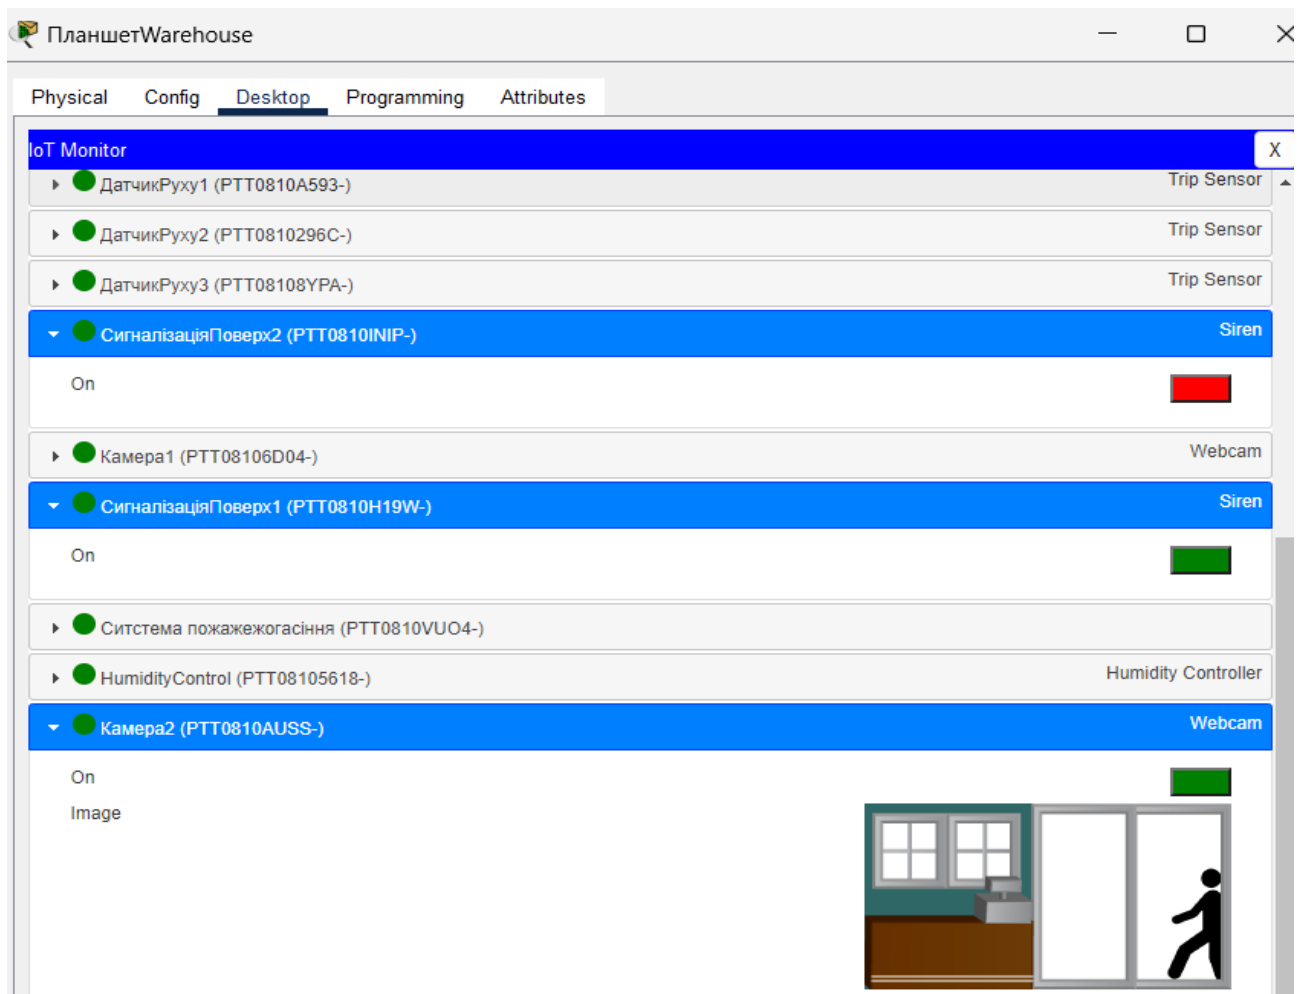 ПланшетWarehouse
Physical Config Desktop Programming Attributes
IoT Monitor X
ДатчикРуху1 (PTT0810A593-) Trip Sensor
ДатчикРуху2 (PTT0810296C-) Trip Sensor
ДатчикРуху3 (PTT08108YPA-) Trip Sensor
СигналізаціяПоверх2 (PTT0810INIP-) Siren
On
Камера1 (PTT08106D04-) Webcam
СигналізаціяПоверх1 (PTT0810H19W-) Siren
On
Ситстема пожажежогасіння (PTT0810VUO4-)
HumidityControl (PTT08105618-) Humidity Controller
Камера2 (PTT0810AUSS-) Webcam
On
Image